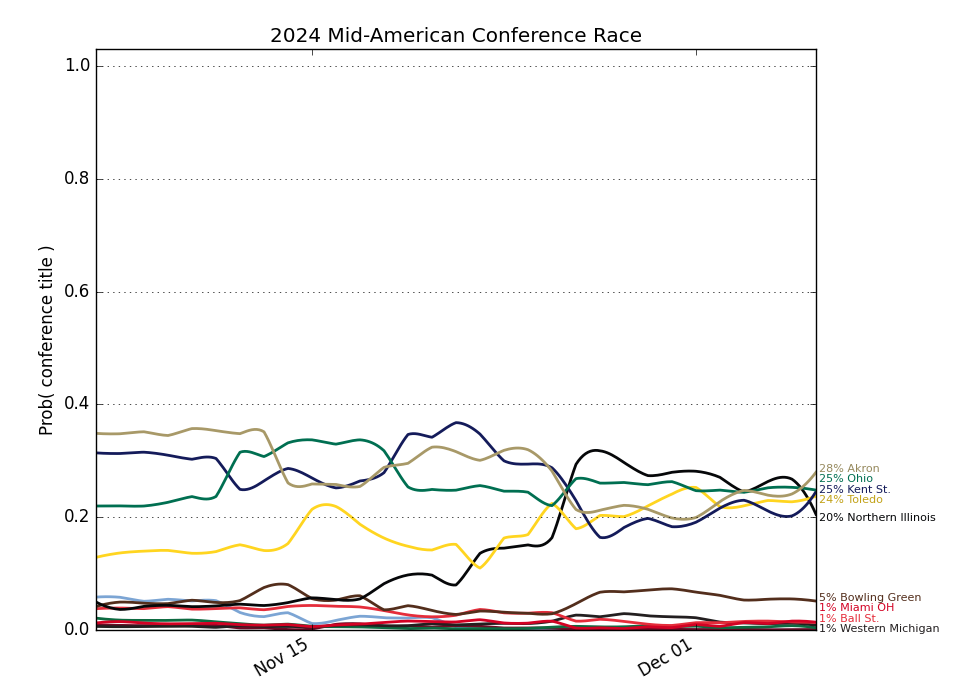 2024 Mid-American Conference Race
1.0
0.8
0.6
0.4
0.2
0.0
Prob( conference title )
Nov 15
Dec 01
28% Akron
25% Ohio
25% Kent St.
24% Toledo
20% Northern Illinois
5% Bowling Green
1% Miami OH
1% Ball St.
1% Western Michigan